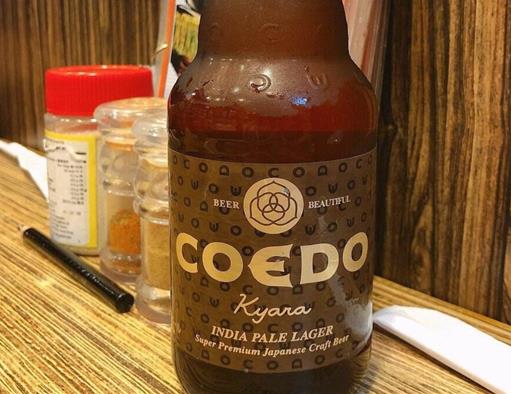 BEER BEAUTIFUL
COEDO
Kyara
INDIA PALE LAGER
Super Premium Japanese Craft Beer